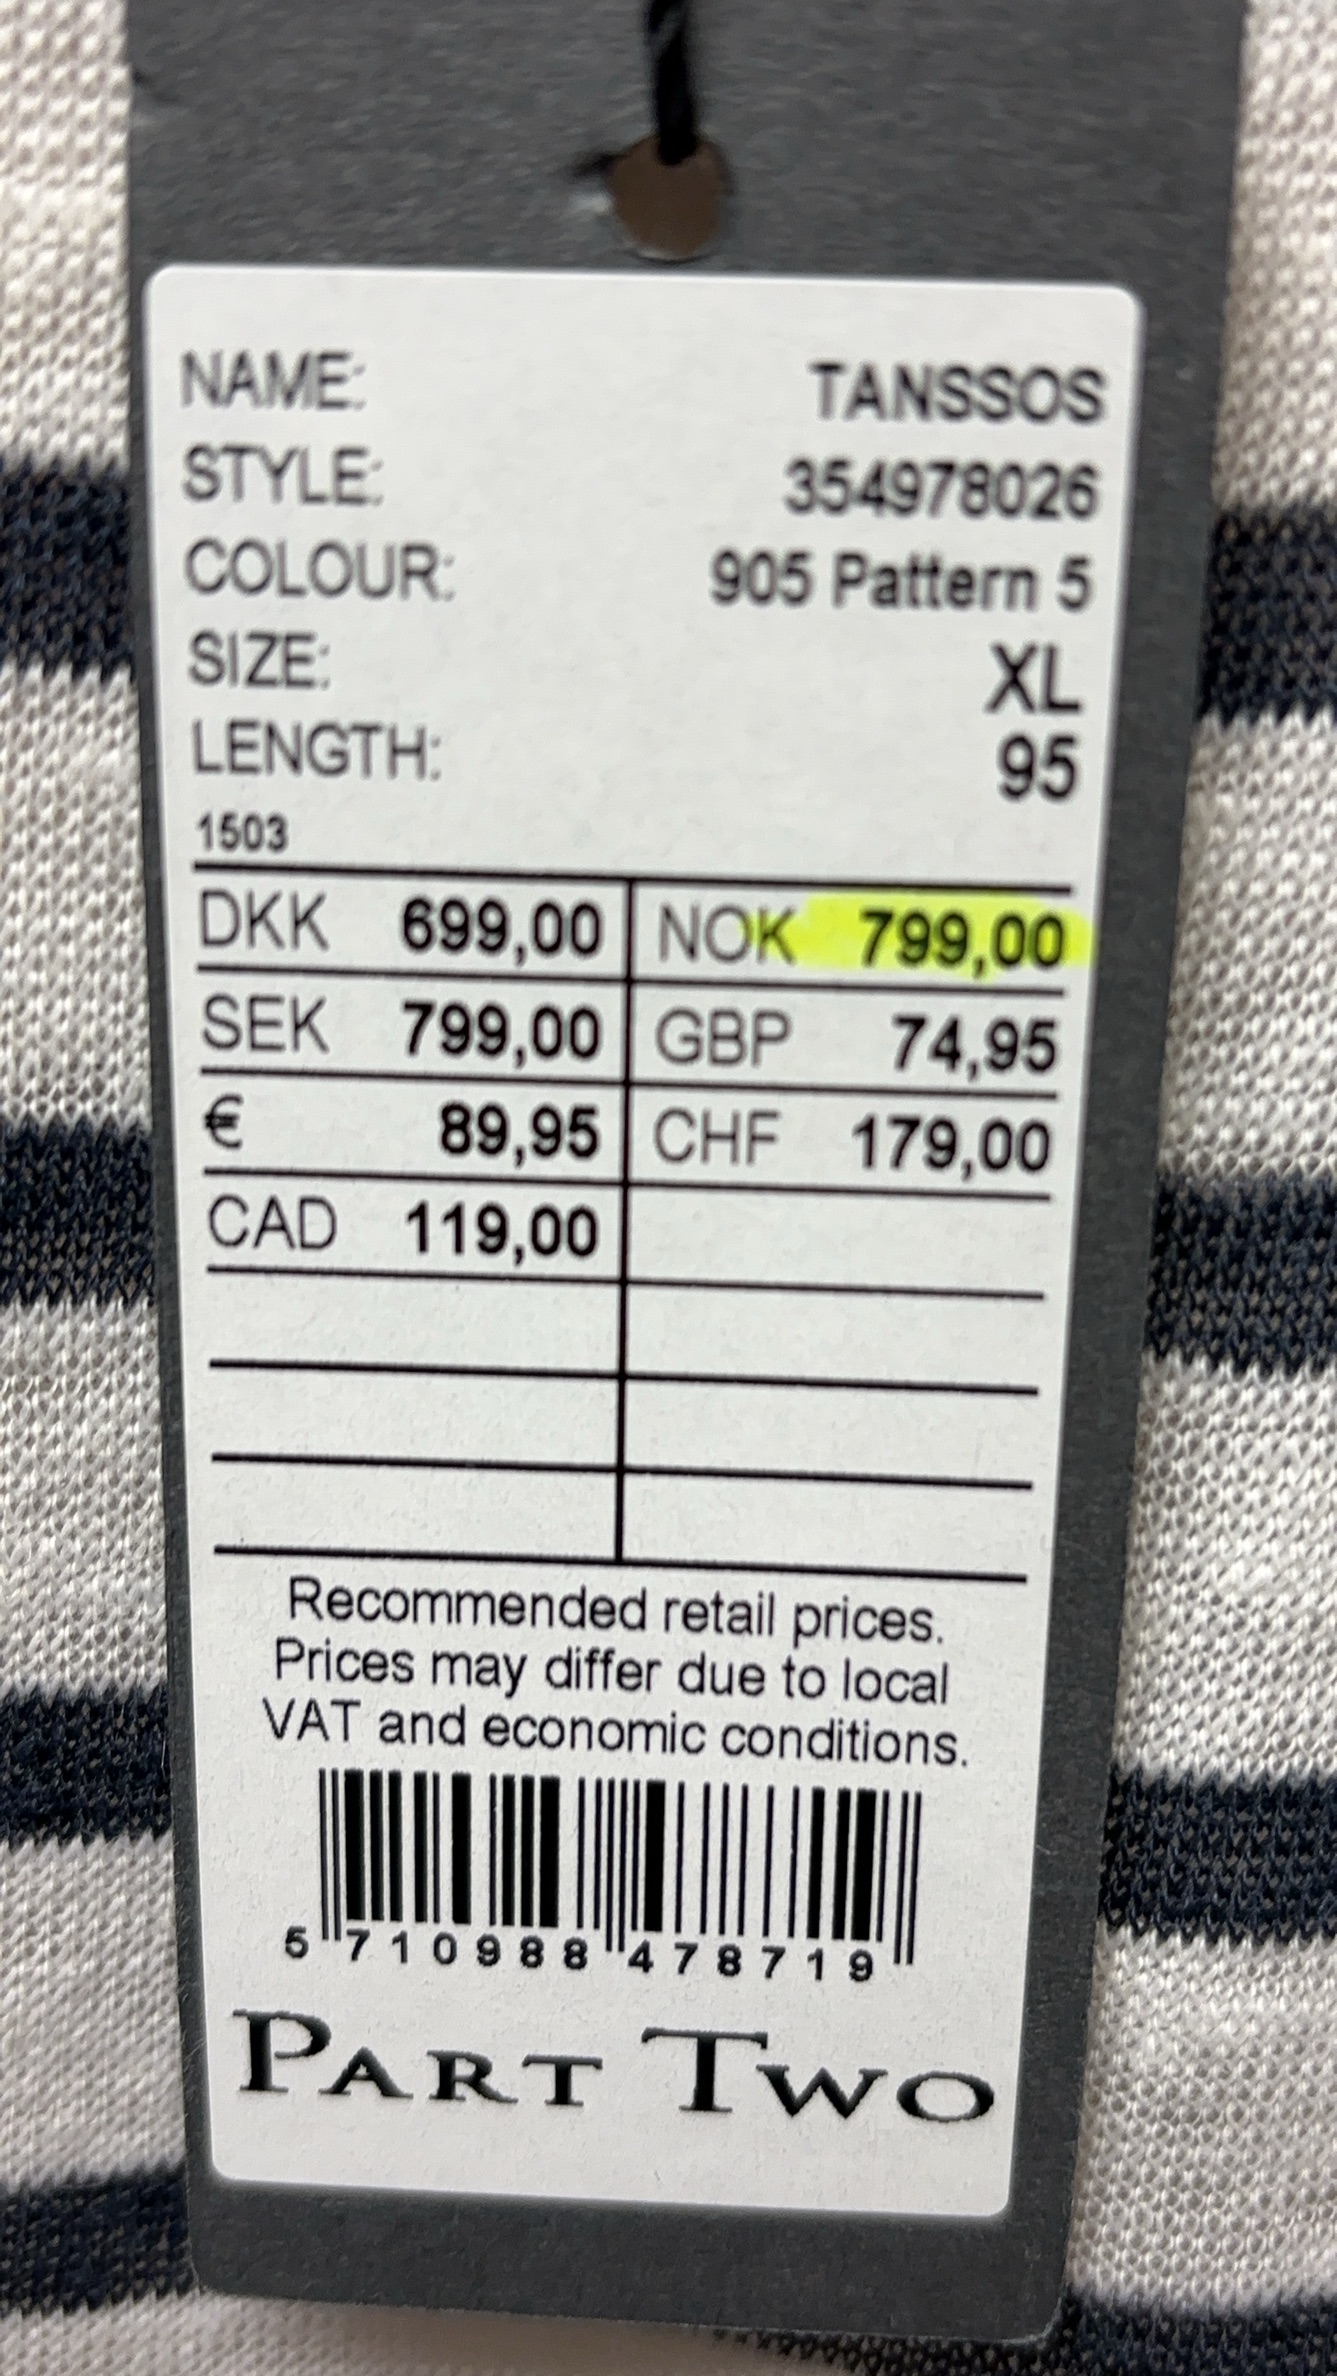 NAME: TANSSOS
STYLE: 354978026
COLOUR: 905 Pattern 5
SIZE: XL
LENGTH: 95
1503
DKK 699,00 NOK 799,00
SEK 799,00 GBP 74,95
€ 89,95 CHF 179,00
CAD 119,00
Recommended retail prices.
Prices may differ due to local
VAT and economic conditions.
5 710988 478719
PART TWO